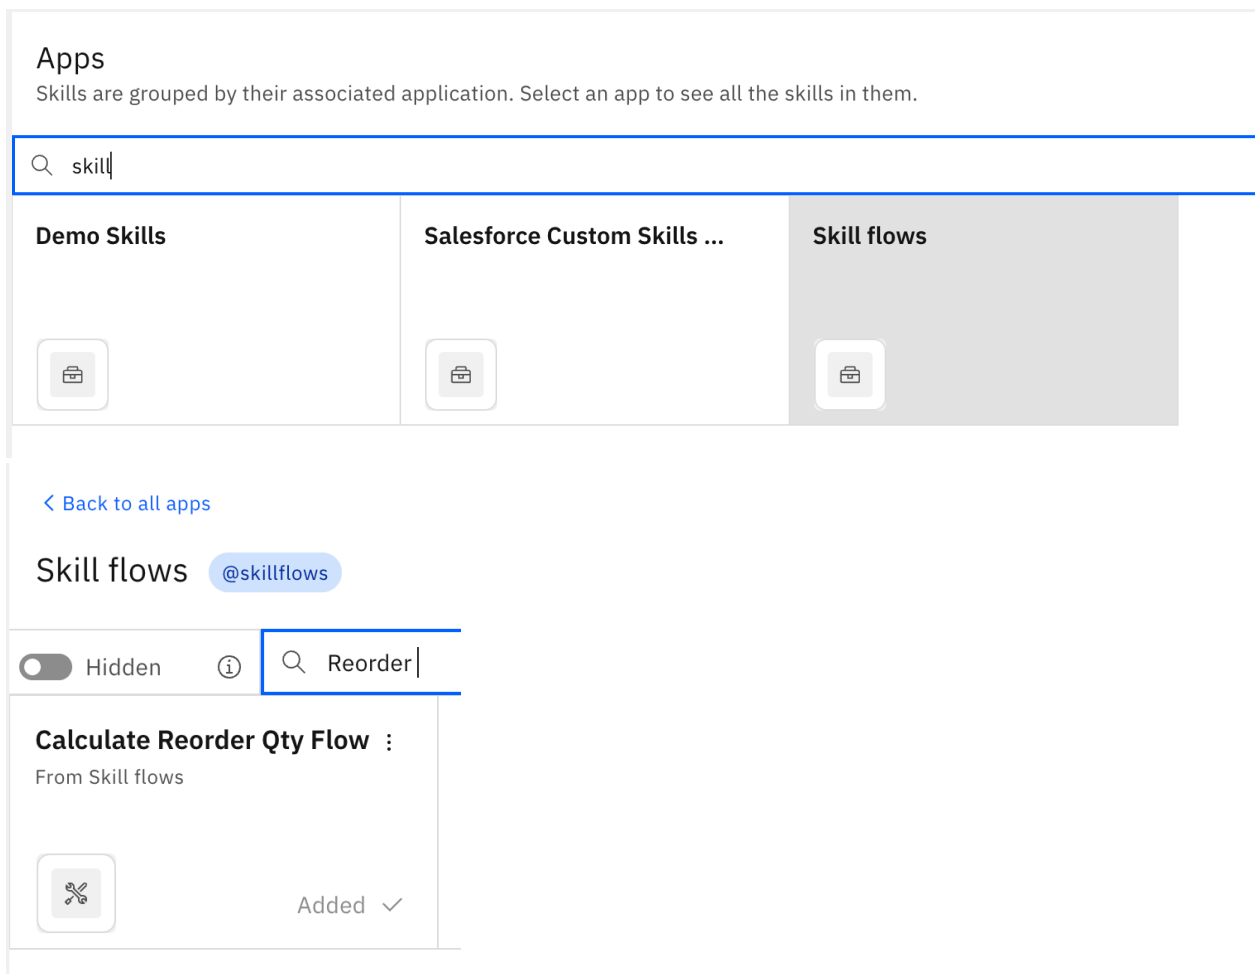 Apps
Skills are grouped by their associated application. Select an app to see all the skills in them.
skill
Demo Skills
Salesforce Custom Skills ...
Skill flows
Back to all apps
Skill flows
@skillflows
Hidden
Reorder
Calculate Reorder Qty Flow
From Skill flows
Added